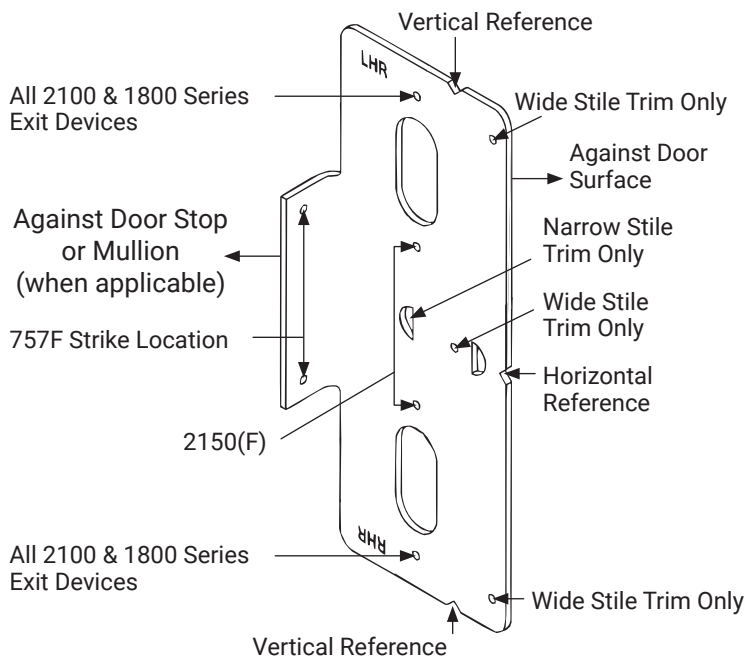 Vertical Reference
LHR
All 2100 & 1800 Series
Exit Devices
Wide Stile Trim Only
Against Door
Surface
Against Door Stop
or Mullion
(when applicable)
Narrow Stile
Trim Only
757F Strike Location
Wide Stile
Trim Only
Horizontal
Reference
2150(F)
RHR
All 2100 & 1800 Series
Exit Devices
Wide Stile Trim Only
Vertical Reference